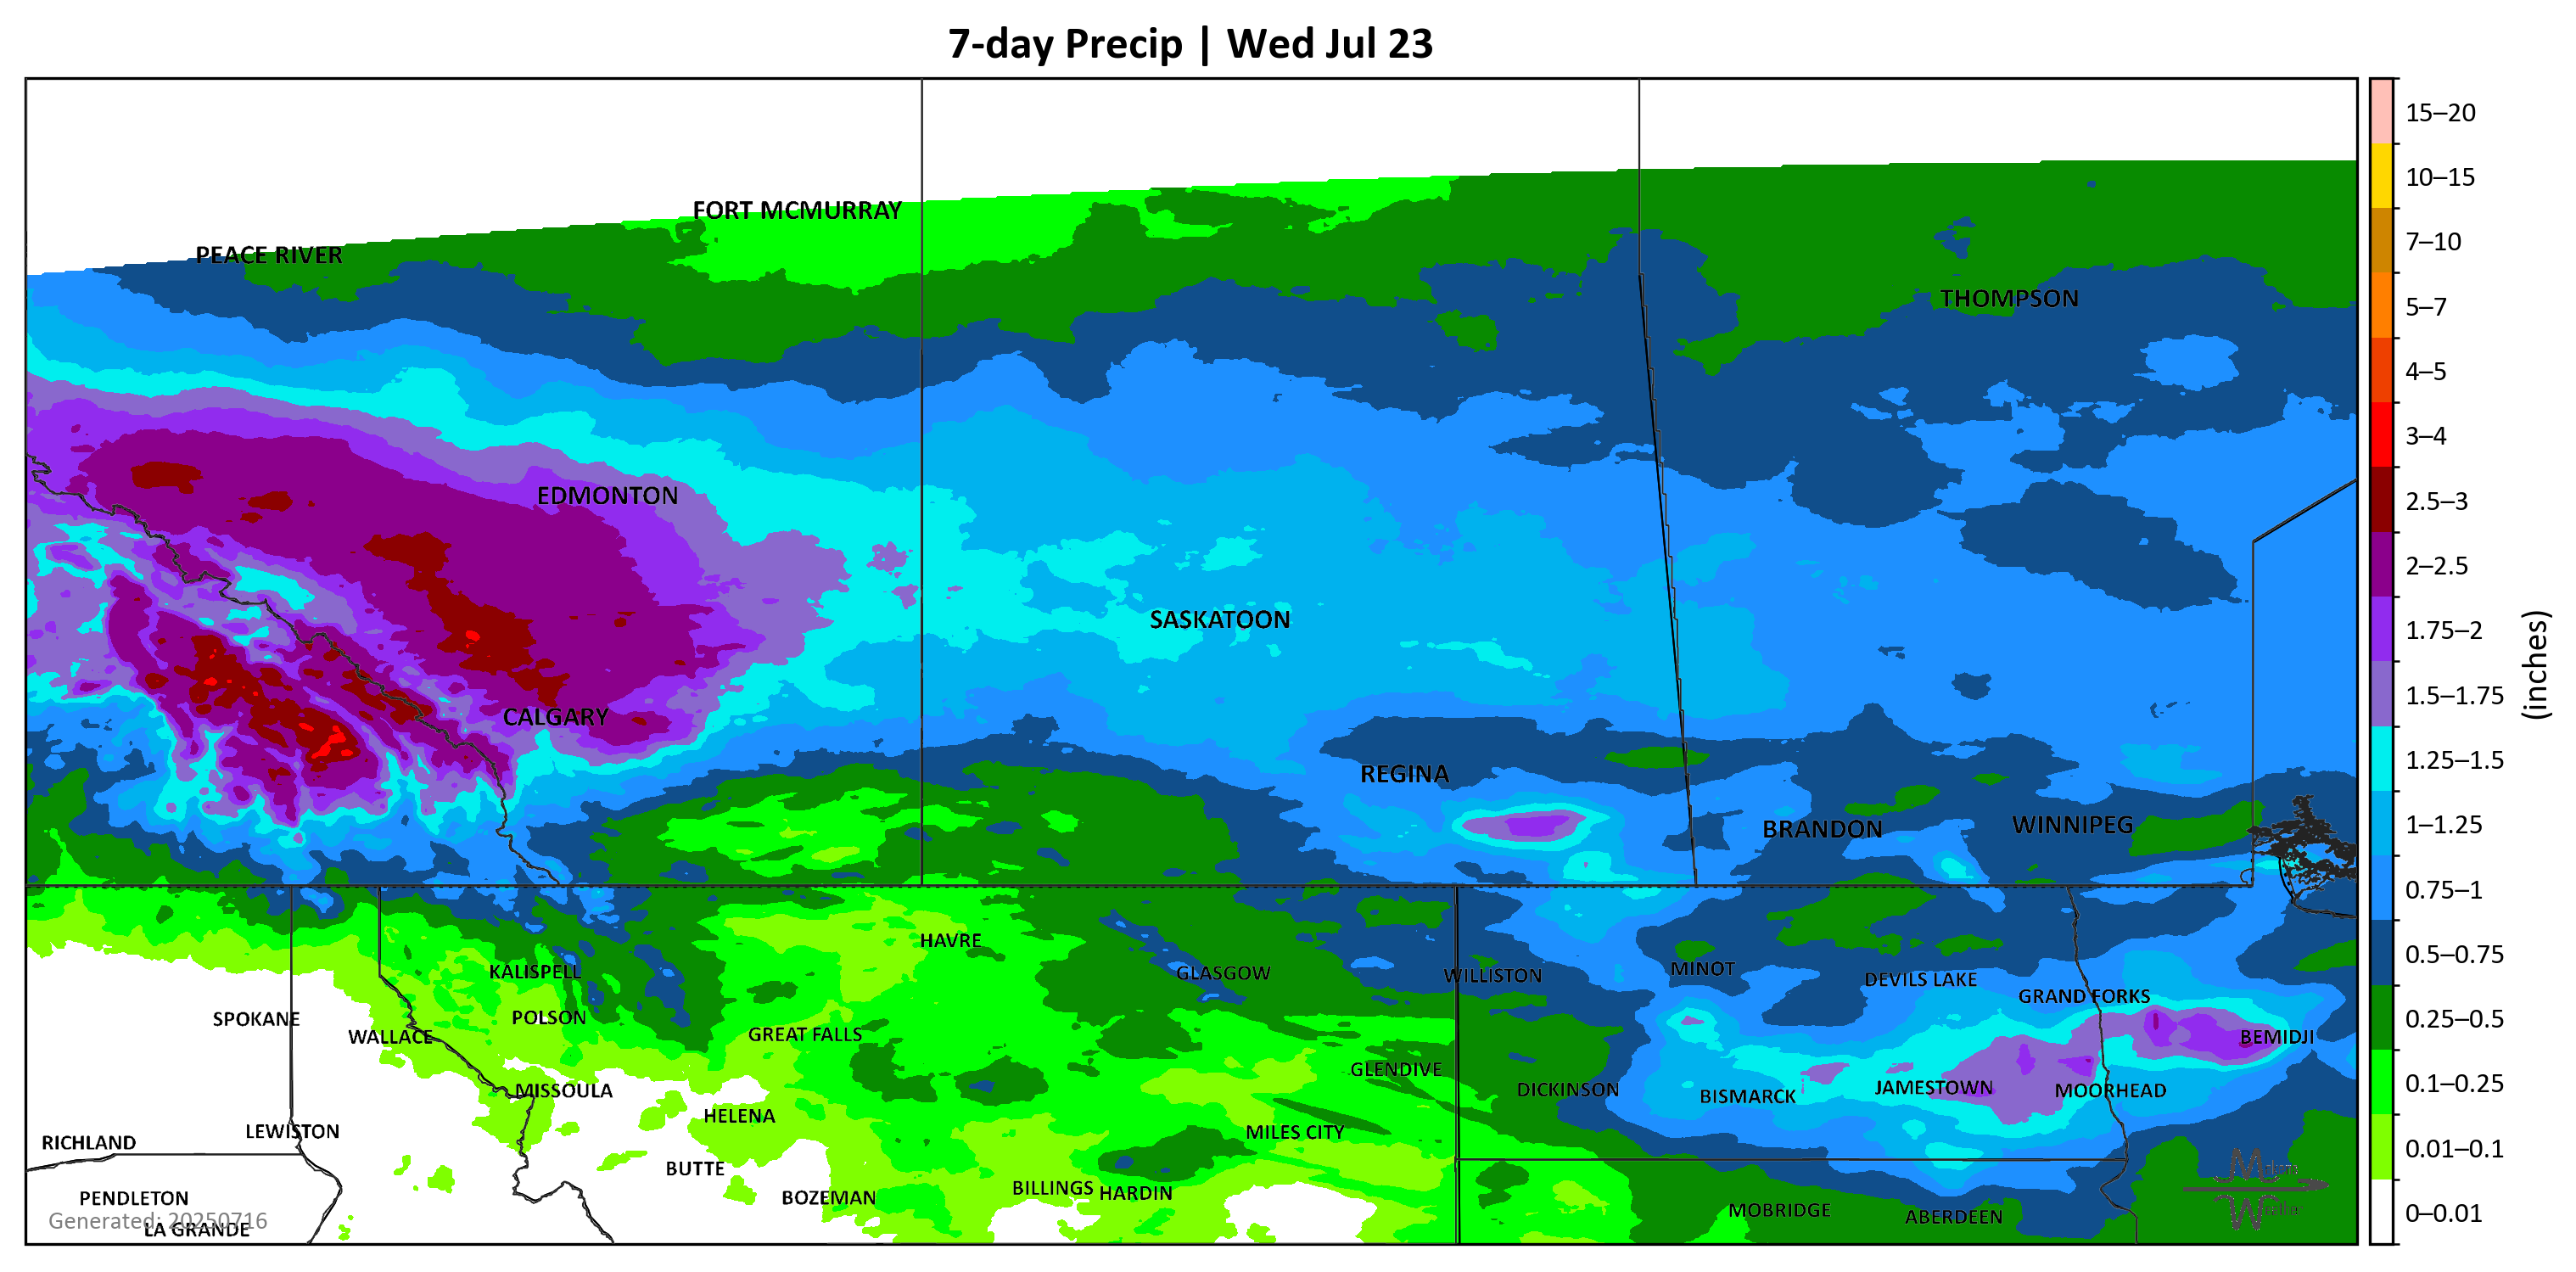 7-day Precip | Wed Jul 23
15–20
10–15
FORT MCMURRAY
7–10
PEACE RIVER
THOMPSON
5–7
4–5
3–4
EDMONTON
2.5–3
2–2.5
SASKATOON
1.75–2
(inches)
1.5–1.75
CALGARY
1.25–1.5
REGINA
1–1.25
WINNIPEG
BRANDON
0.75–1
HAVRE
0.5–0.75
MINOT
KALISPELL
GLASGOW
WILLISTON
DEVILS LAKE
GRAND FORKS
SPOKANE
POLSON
0.25–0.5
WALLACE
GREAT FALLS
BEMIDJI
GLENDIVE
0.1–0.25
MISSOULA
DICKINSON
BISMARCK
JAMESTOWN
MOORHEAD
HELENA
LEWISTON
MILES CITY
RICHLAND
0.01–0.1
BUTTE
BILLINGS
HARDIN
PENDLETON
BOZEMAN
MOBRIDGE
ABERDEEN
0–0.01
Generated: 20250716
LA GRANDE